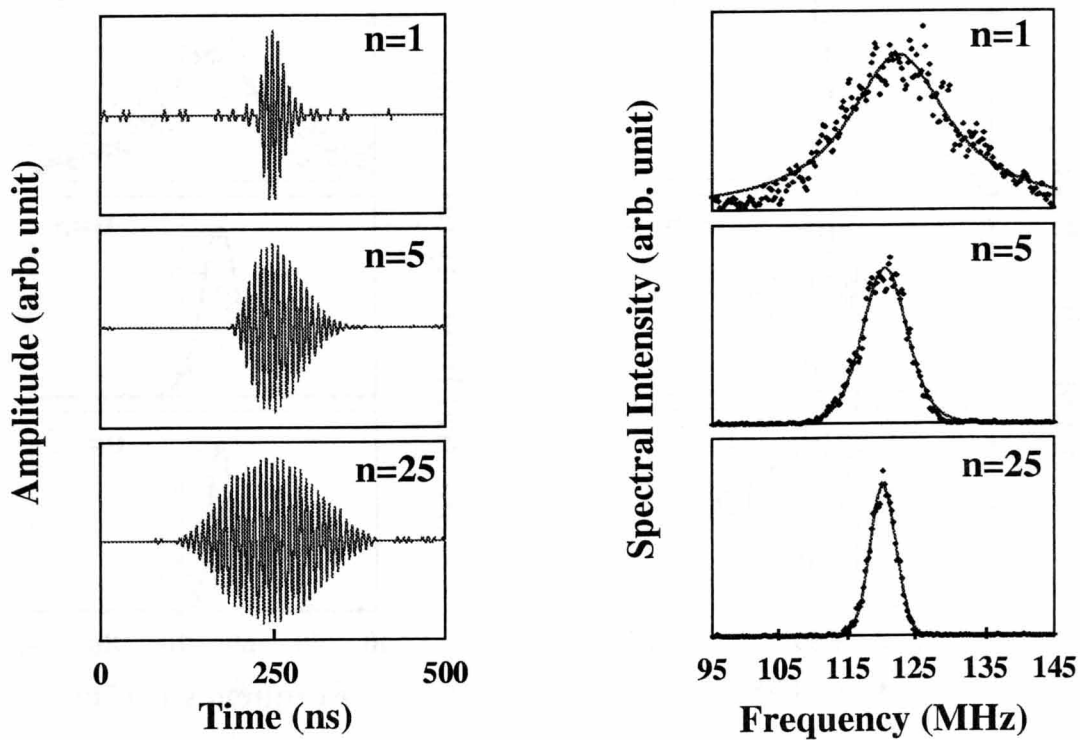 n=1
n=5
n=25
Amplitude (arb. unit)
0 250 500
Time (ns)
n=1
n=5
n=25
Spectral Intensity (arb. unit)
95 105 115 125 135 145
Frequency (MHz)